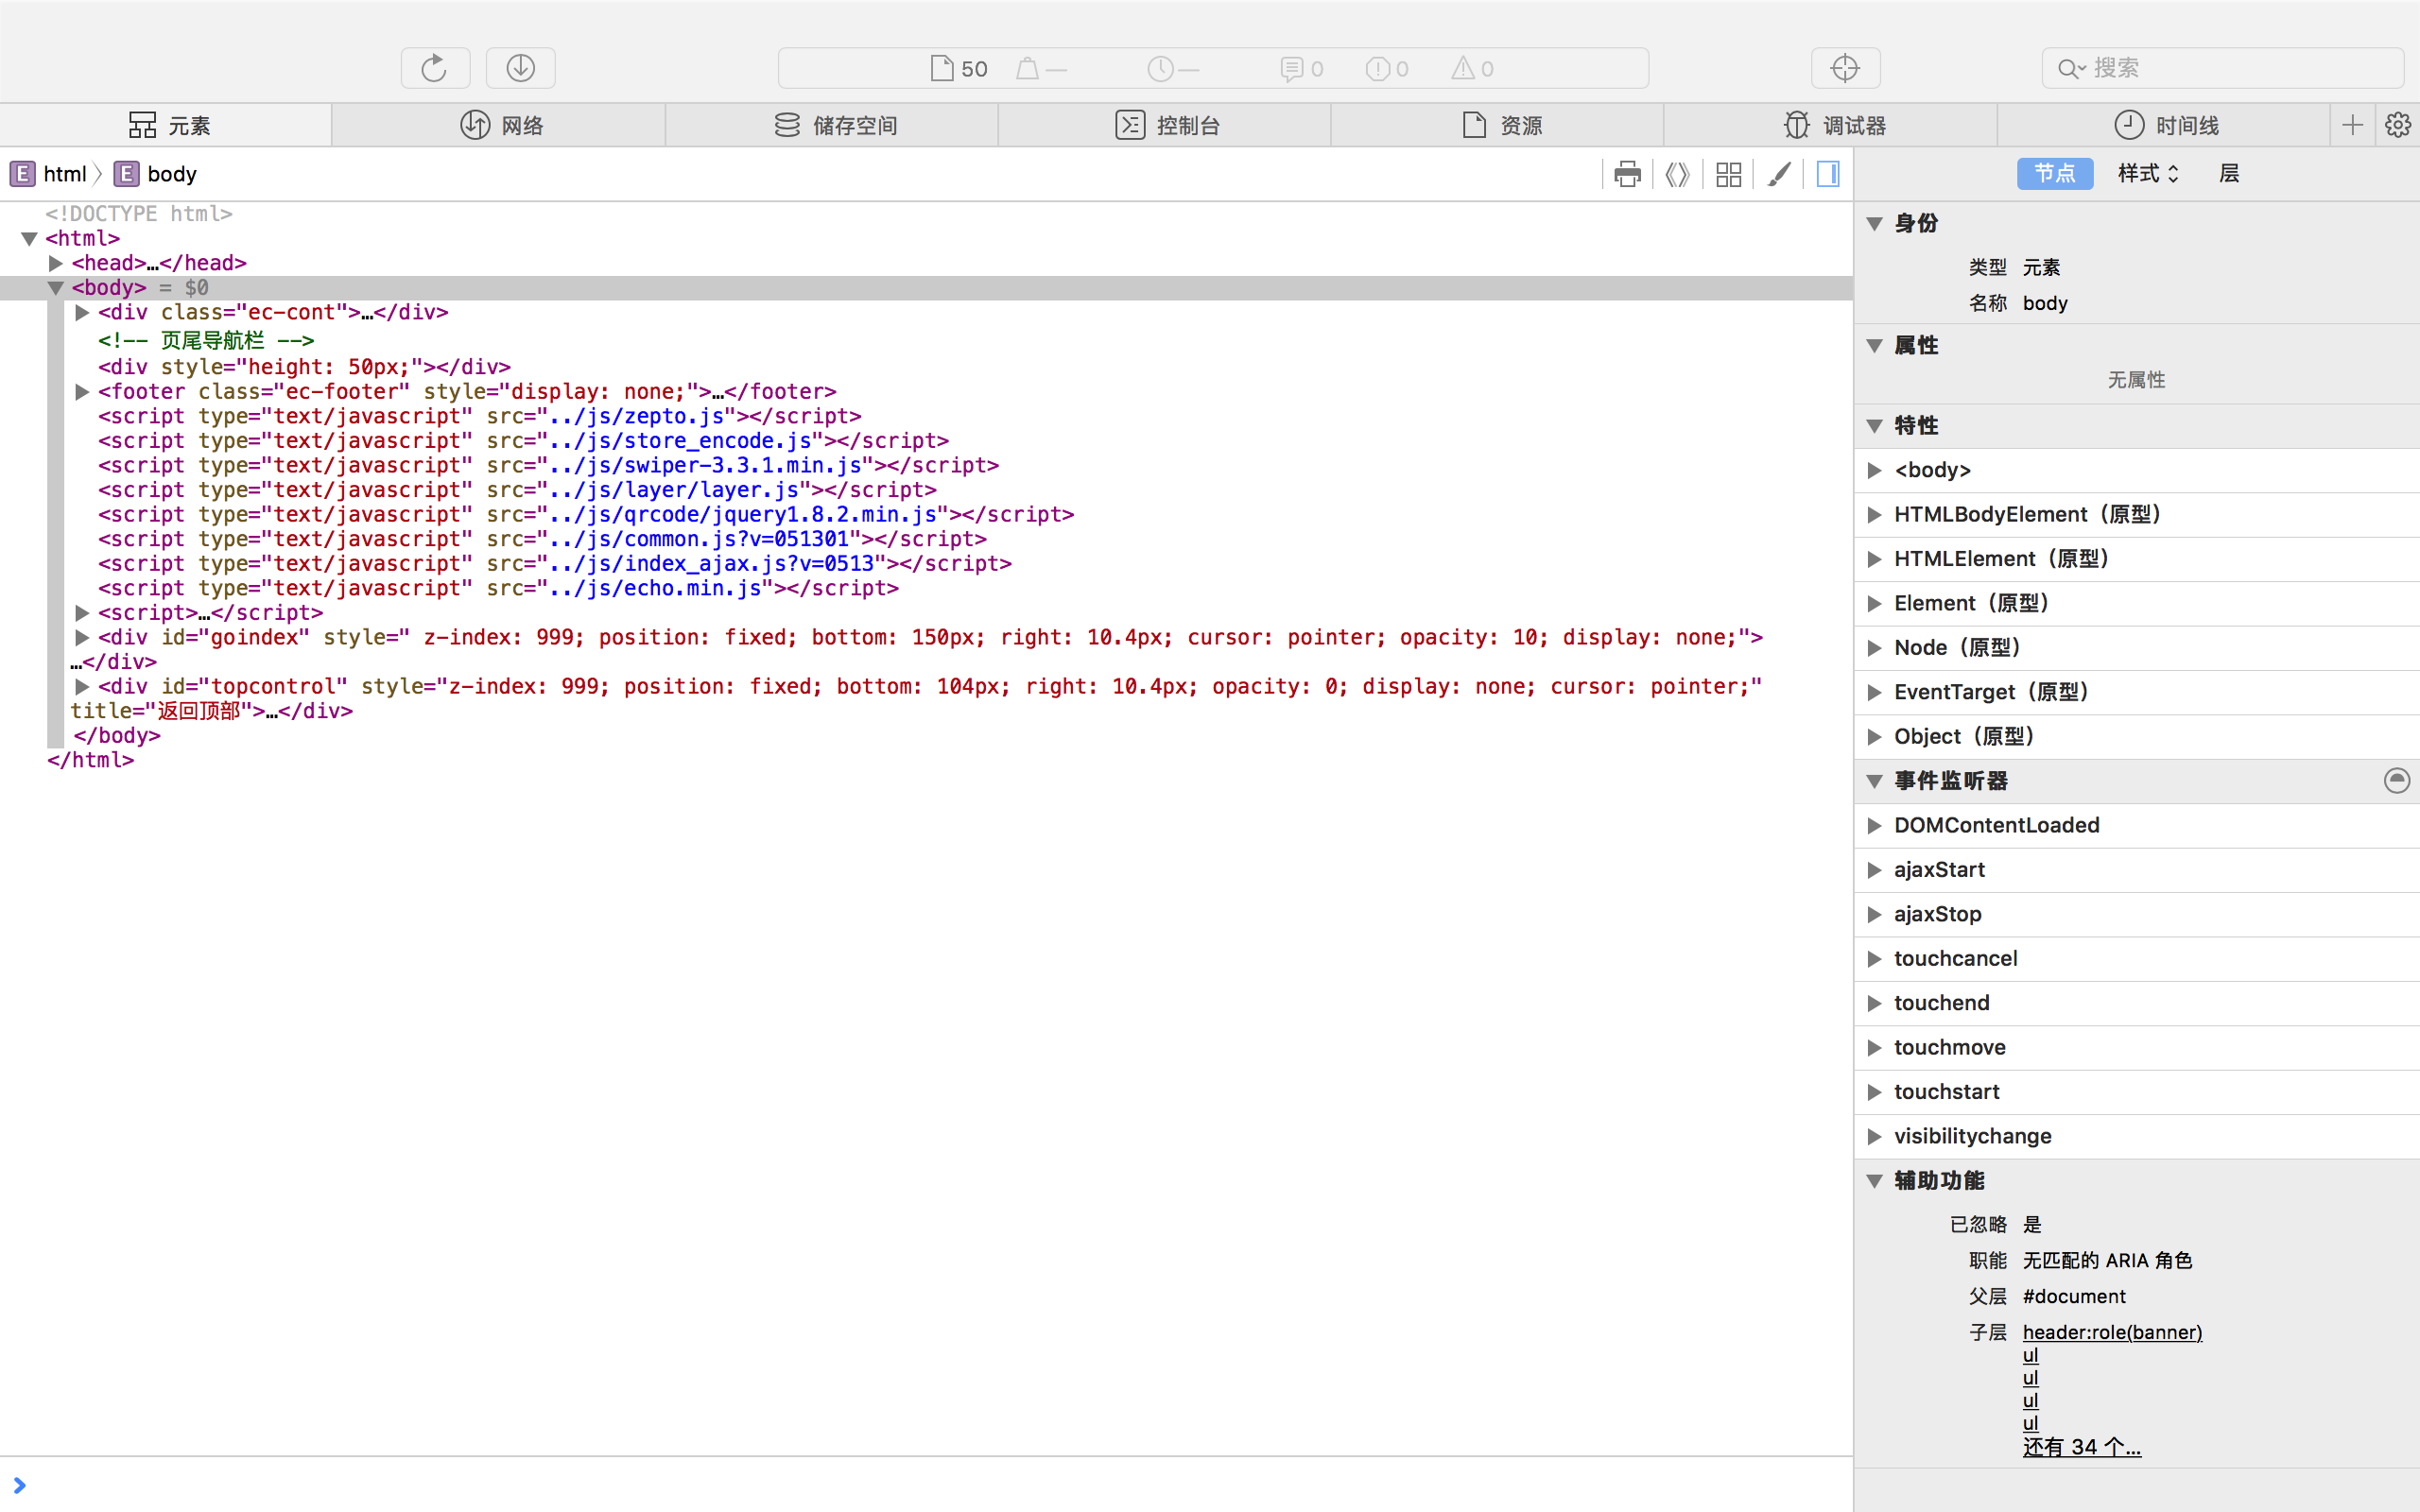 50 — — 0 0 0 搜索
元素 网络 储存空间 控制台 资源 调试器 时间线
E html E body 节点 样式 层
<!DOCTYPE html>
<html>
<head>…</head>
<body> = $0
<div class="ec-cont">…</div>
<!-- 页尾导航栏 -->
<div style="height: 50px;"></div>
<footer class="ec-footer" style="display: none;">…</footer>
<script type="text/javascript" src="../js/zepto.js"></script>
<script type="text/javascript" src="../js/store_encode.js"></script>
<script type="text/javascript" src="../js/swiper-3.3.1.min.js"></script>
<script type="text/javascript" src="../js/layer/layer.js"></script>
<script type="text/javascript" src="../js/qrcode/jquery1.8.2.min.js"></script>
<script type="text/javascript" src="../js/common.js?v=051301"></script>
<script type="text/javascript" src="../js/index_ajax.js?v=0513"></script>
<script type="text/javascript" src="../js/echo.min.js"></script>
<script>…</script>
<div id="goindex" style=" z-index: 999; position: fixed; bottom: 150px; right: 10.4px; cursor: pointer; opacity: 10; display: none;">
…</div>
<div id="topcontrol" style="z-index: 999; position: fixed; bottom: 104px; right: 10.4px; opacity: 0; display: none; cursor: pointer;"
title="返回顶部">…</div>
</body>
</html>
身份
类型 元素
名称 body
属性
无属性
特性
<body>
HTMLBodyElement（原型）
HTMLElement（原型）
Element（原型）
Node（原型）
EventTarget（原型）
Object（原型）
事件监听器
DOMContentLoaded
ajaxStart
ajaxStop
touchcancel
touchend
touchmove
touchstart
visibilitychange
辅助功能
已忽略 是
职能 无匹配的 ARIA 角色
父层 #document
子层 header:role(banner)
ul
ul
ul
ul
还有 34 个...